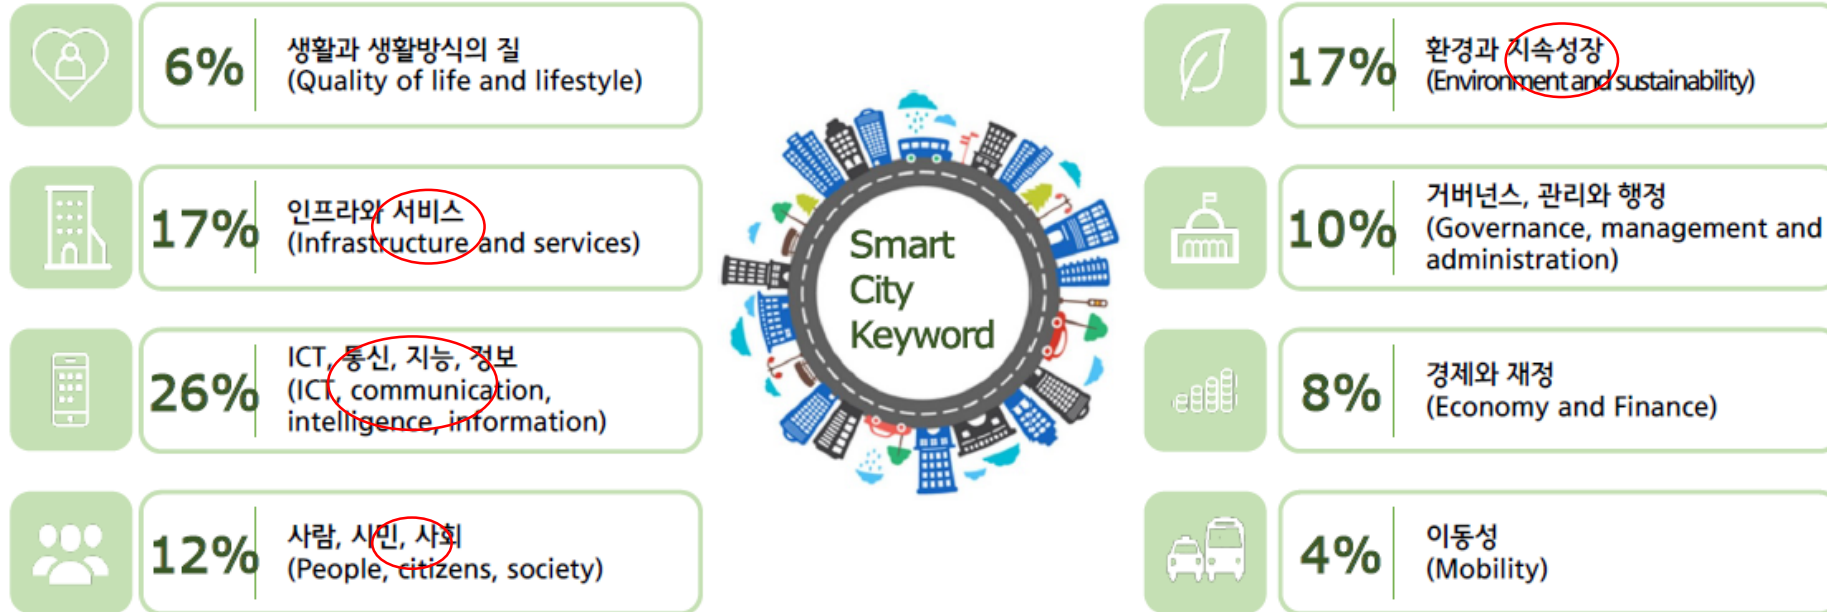 6%
생활과 생활방식의 질
(Quality of life and lifestyle)
17%
인프라와 서비스
(Infrastructure and services)
26%
ICT, 통신, 지능, 정보
(ICT, communication,
intelligence, information)
12%
사람, 시민, 사회
(People, citizens, society)
Smart
City
Keyword
17%
환경과 지속성장
(Environment and sustainability)
10%
거버넌스, 관리와 행정
(Governance, management and
administration)
8%
경제와 재정
(Economy and Finance)
4%
이동성
(Mobility)